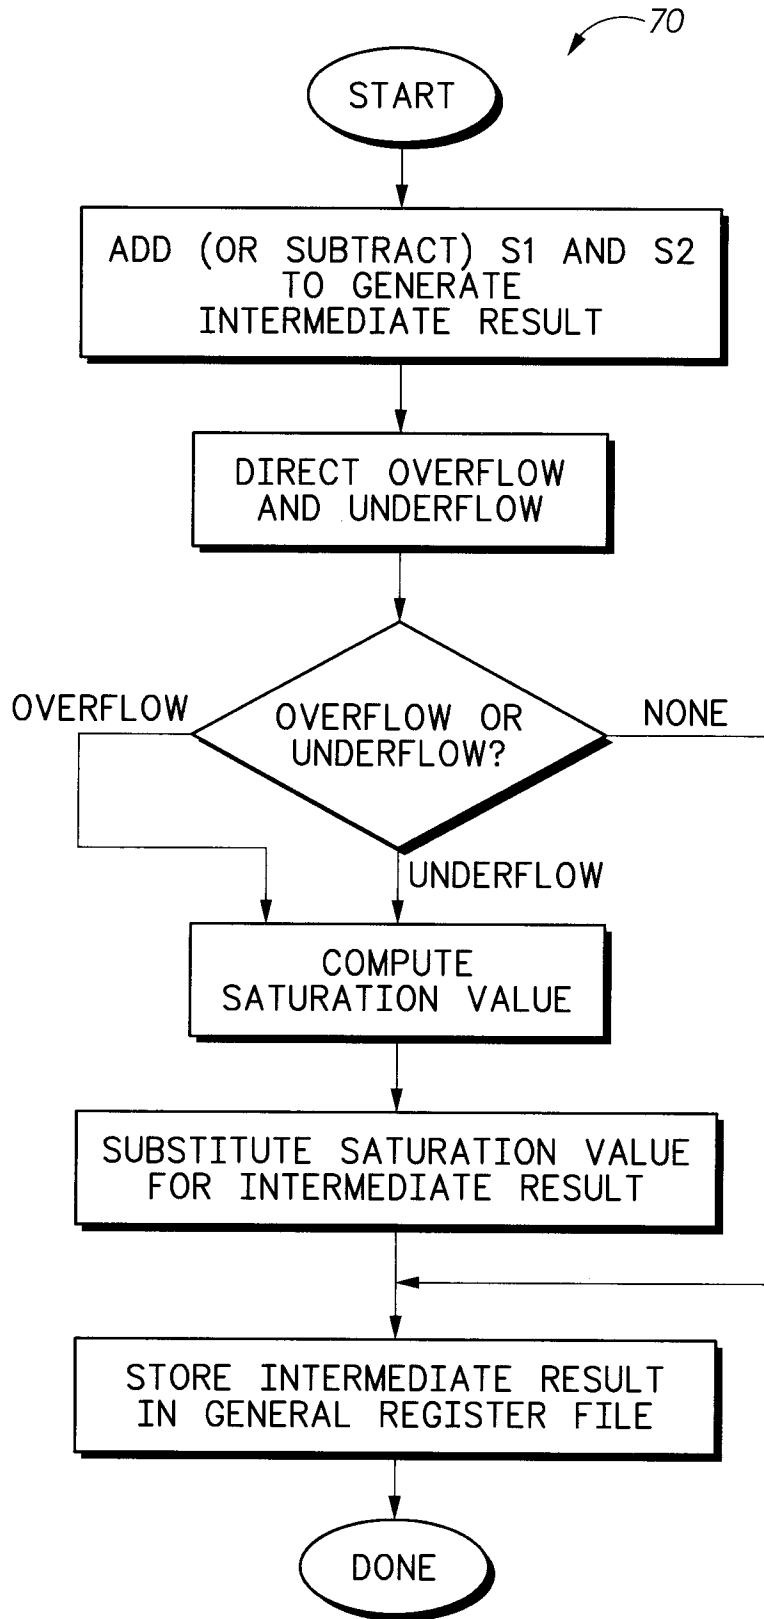 70
START
ADD (OR SUBTRACT) S1 AND S2
TO GENERATE
INTERMEDIATE RESULT
DIRECT OVERFLOW
AND UNDERFLOW
OVERFLOW
OVERFLOW OR
UNDERFLOW?
NONE
UNDERFLOW
COMPUTE
SATURATION VALUE
SUBSTITUTE SATURATION VALUE
FOR INTERMEDIATE RESULT
STORE INTERMEDIATE RESULT
IN GENERAL REGISTER FILE
DONE